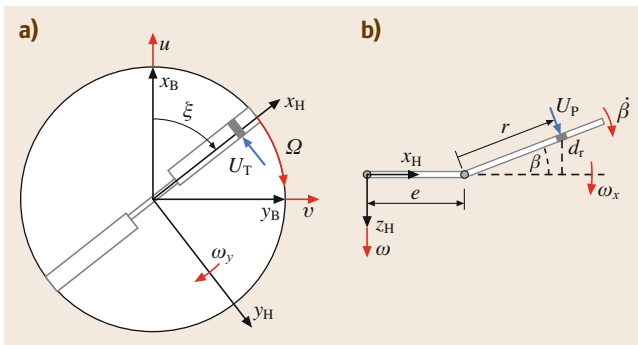 a)
u
x_B
ξ
x_H
U_T
Ω
y_B
v
ω_y
y_H
b)
U_P
β̇
r
x_H
β
d_r
e
ω_x
z_H
ω